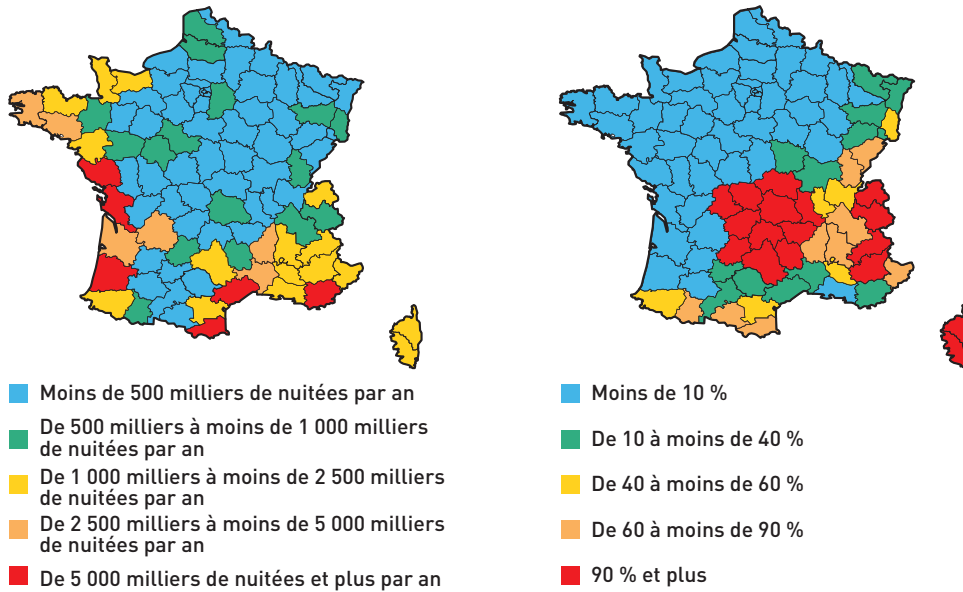 Moins de 500 milliers de nuitées par an
De 500 milliers à moins de 1 000 milliers
de nuitées par an
De 1 000 milliers à moins de 2 500 milliers
de nuitées par an
De 2 500 milliers à moins de 5 000 milliers
de nuitées par an
De 5 000 milliers de nuitées et plus par an
Moins de 10 %
De 10 à moins de 40 %
De 40 à moins de 60 %
De 60 à moins de 90 %
90 % et plus